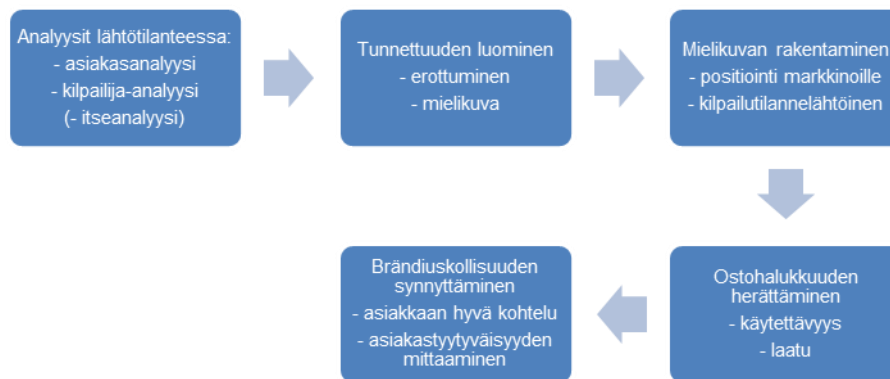 Analyysit lähtötilanteessa:
- asiakasanalyysi
- kilpailija-analyysi
(- itseanalyysi)
Tunnettuuden luominen
- erottuminen
- mielikuva
Mielikuvan rakentaminen
- positiointi markkinoille
- kilpailutilannelähtöinen
Ostohalukkuuden
herättäminen
- käytettävyys
- laatu
Brändiuskollisuuden
synnyttäminen
- asiakkaan hyvä kohtelu
- asiakastyytyväisyyden
mittaaminen